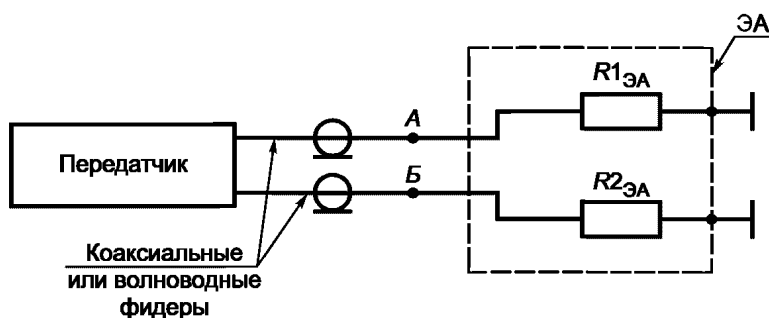 ЭА
R1ЭА
А
Передатчик
Б
R2ЭА
Коаксиальные
или волноводные
фидеры